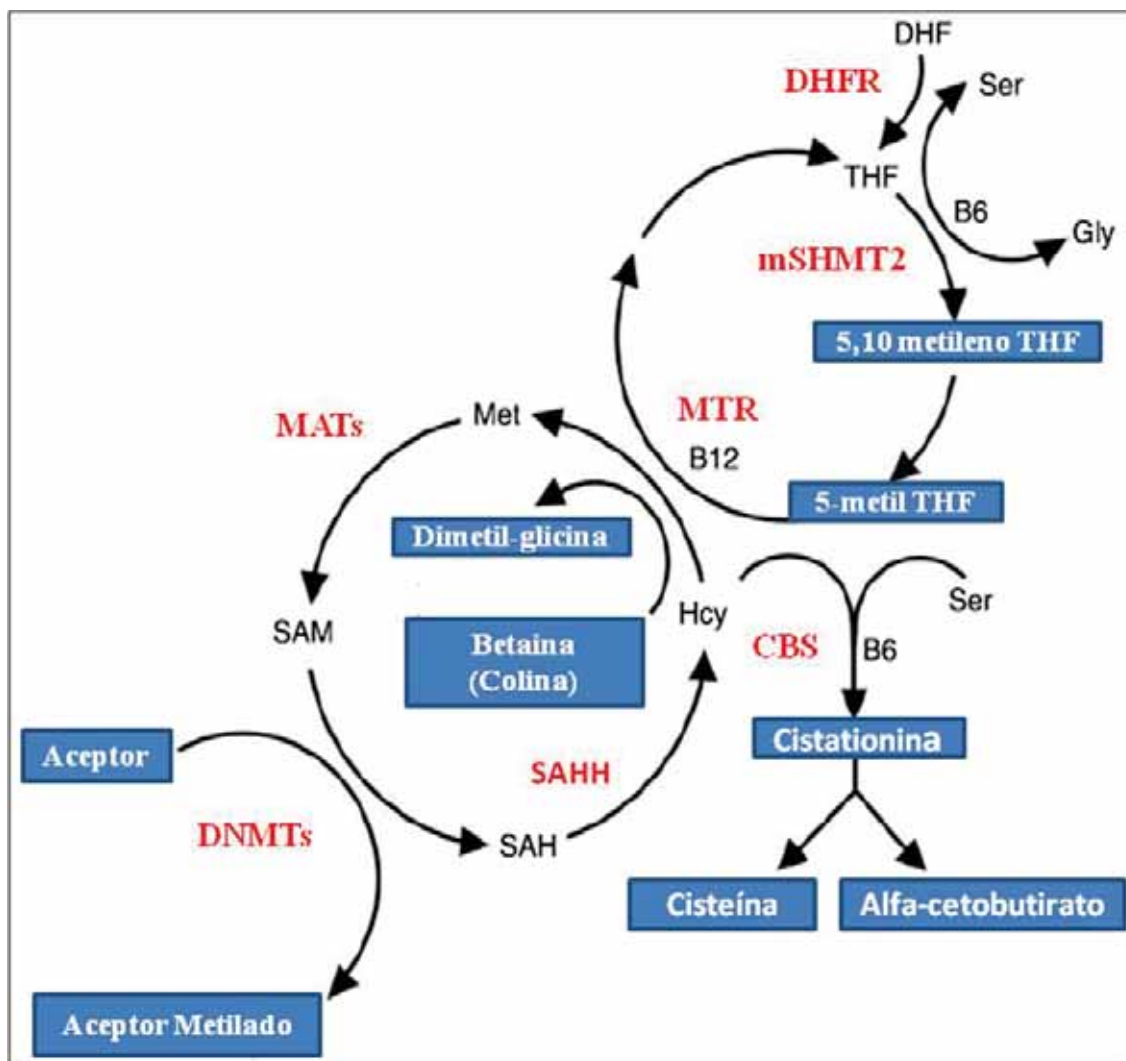 DHF
DHFR
Ser
THF
B6
Gly
mSHMT2
5,10 metileno THF
MATs
Met
MTR
B12
5-metil THF
Dimetil-glicina
SAM
Betaina
(Colina)
Hcy
Ser
CBS
B6
Aceptor
Cistationina
SAHH
DNMTs
SAH
Cisteína
Alfa-cetobutirato
Aceptor Metilado